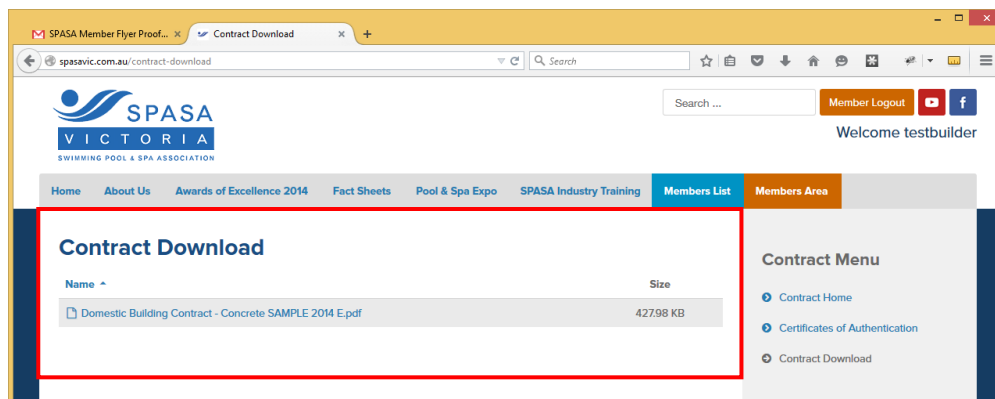 SPASA Member Flyer Proof...
Contract Download
spasavic.com.au/contract-download
Search
SPASA
VICTORIA
SWIMMING POOL & SPA ASSOCIATION
Search ...
Member Logout
Welcome testbuilder
Home About Us Awards of Excellence 2014 Fact Sheets Pool & Spa Expo SPASA Industry Training Members List Members Area
Contract Download
Name Size
Domestic Building Contract - Concrete SAMPLE 2014 E.pdf 427.98 KB
Contract Menu
Contract Home
Certificates of Authentication
Contract Download